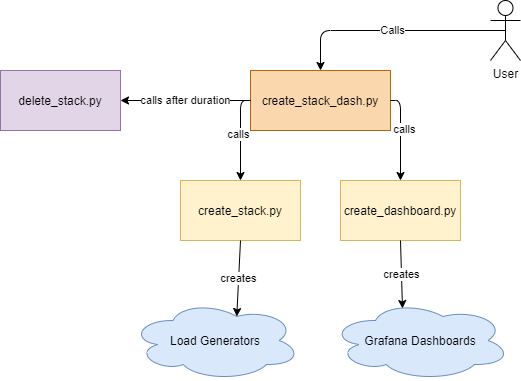 Calls
User
delete_stack.py
calls after duration
create_stack_dash.py
calls
calls
create_stack.py
create_dashboard.py
creates
creates
Load Generators
Grafana Dashboards